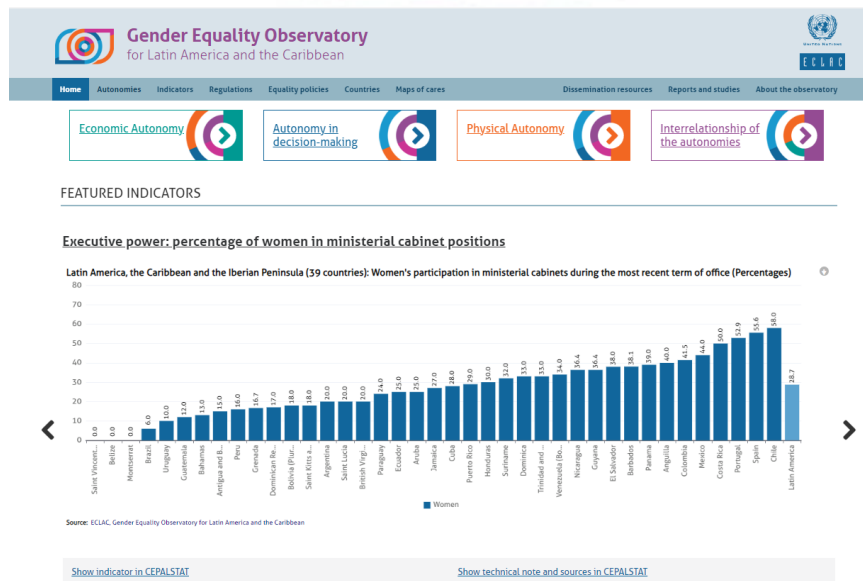 Gender Equality Observatory
for Latin America and the Caribbean
UNITED NATIONS
ECLAC
Home Autonomies Indicators Regulations Equality policies Countries Maps of cares Dissemination resources Reports and studies About the observatory
Economic Autonomy
Autonomy in
decision-making
Physical Autonomy
Interrelationship of
the autonomies
FEATURED INDICATORS
Executive power: percentage of women in ministerial cabinet positions
Latin America, the Caribbean and the Iberian Peninsula (39 countries): Women's participation in ministerial cabinets during the most recent term of office (Percentages)
80
70
60
50
40
30
20
10
0
0.0 0.0 0.0 6.0 10.0 12.0 13.0 15.0 16.0 16.7 17.0 18.0 18.0 20.0 20.0 20.0 24.0 25.0 25.0 27.0 28.0 29.0 30.0 32.0 33.0 33.0 34.0 36.4 36.4 38.0 38.1 39.0 40.0 41.5 44.0 50.0 52.9 55.6 58.0 28.7
Saint Vincent...
Belize
Montserrat
Brazil
Uruguay
Guatemala
Bahamas
Antigua and B...
Peru
Grenada
Dominican Re...
Bolivia (Plur...
Saint Kitts a...
Argentina
Saint Lucia
British Virgi...
Paraguay
Ecuador
Aruba
Jamaica
Cuba
Puerto Rico
Honduras
Suriname
Dominica
Trinidad and ...
Venezuela (Bo...
Nicaragua
Guyana
El Salvador
Barbados
Panama
Anguilla
Colombia
Mexico
Costa Rica
Portugal
Spain
Chile
Latin America
Women
Source: ECLAC, Gender Equality Observatory for Latin America and the Caribbean
Show indicator in CEPALSTAT
Show technical note and sources in CEPALSTAT